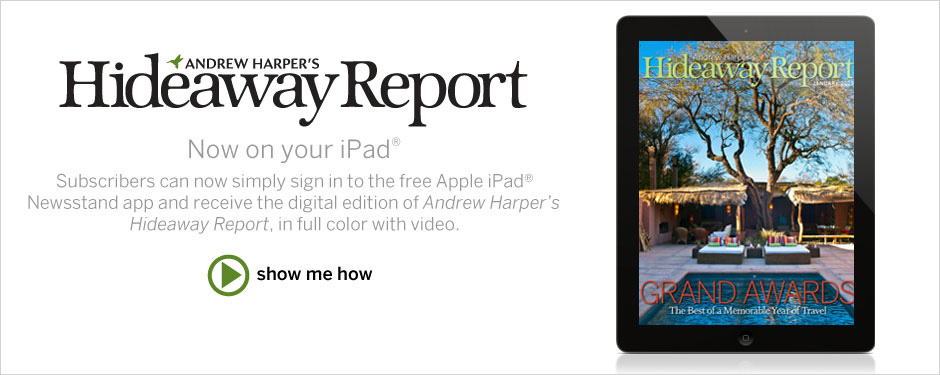 ANDREW HARPER'S
Hideaway Report
Now on your iPad®
Subscribers can now simply sign in to the free Apple iPad®
Newsstand app and receive the digital edition of Andrew Harper's
Hideaway Report, in full color with video.
show me how
Andrew Harper's
Hideaway Report
JANUARY
GRAND AWARDS
The Best of a Memorable Year of Travel